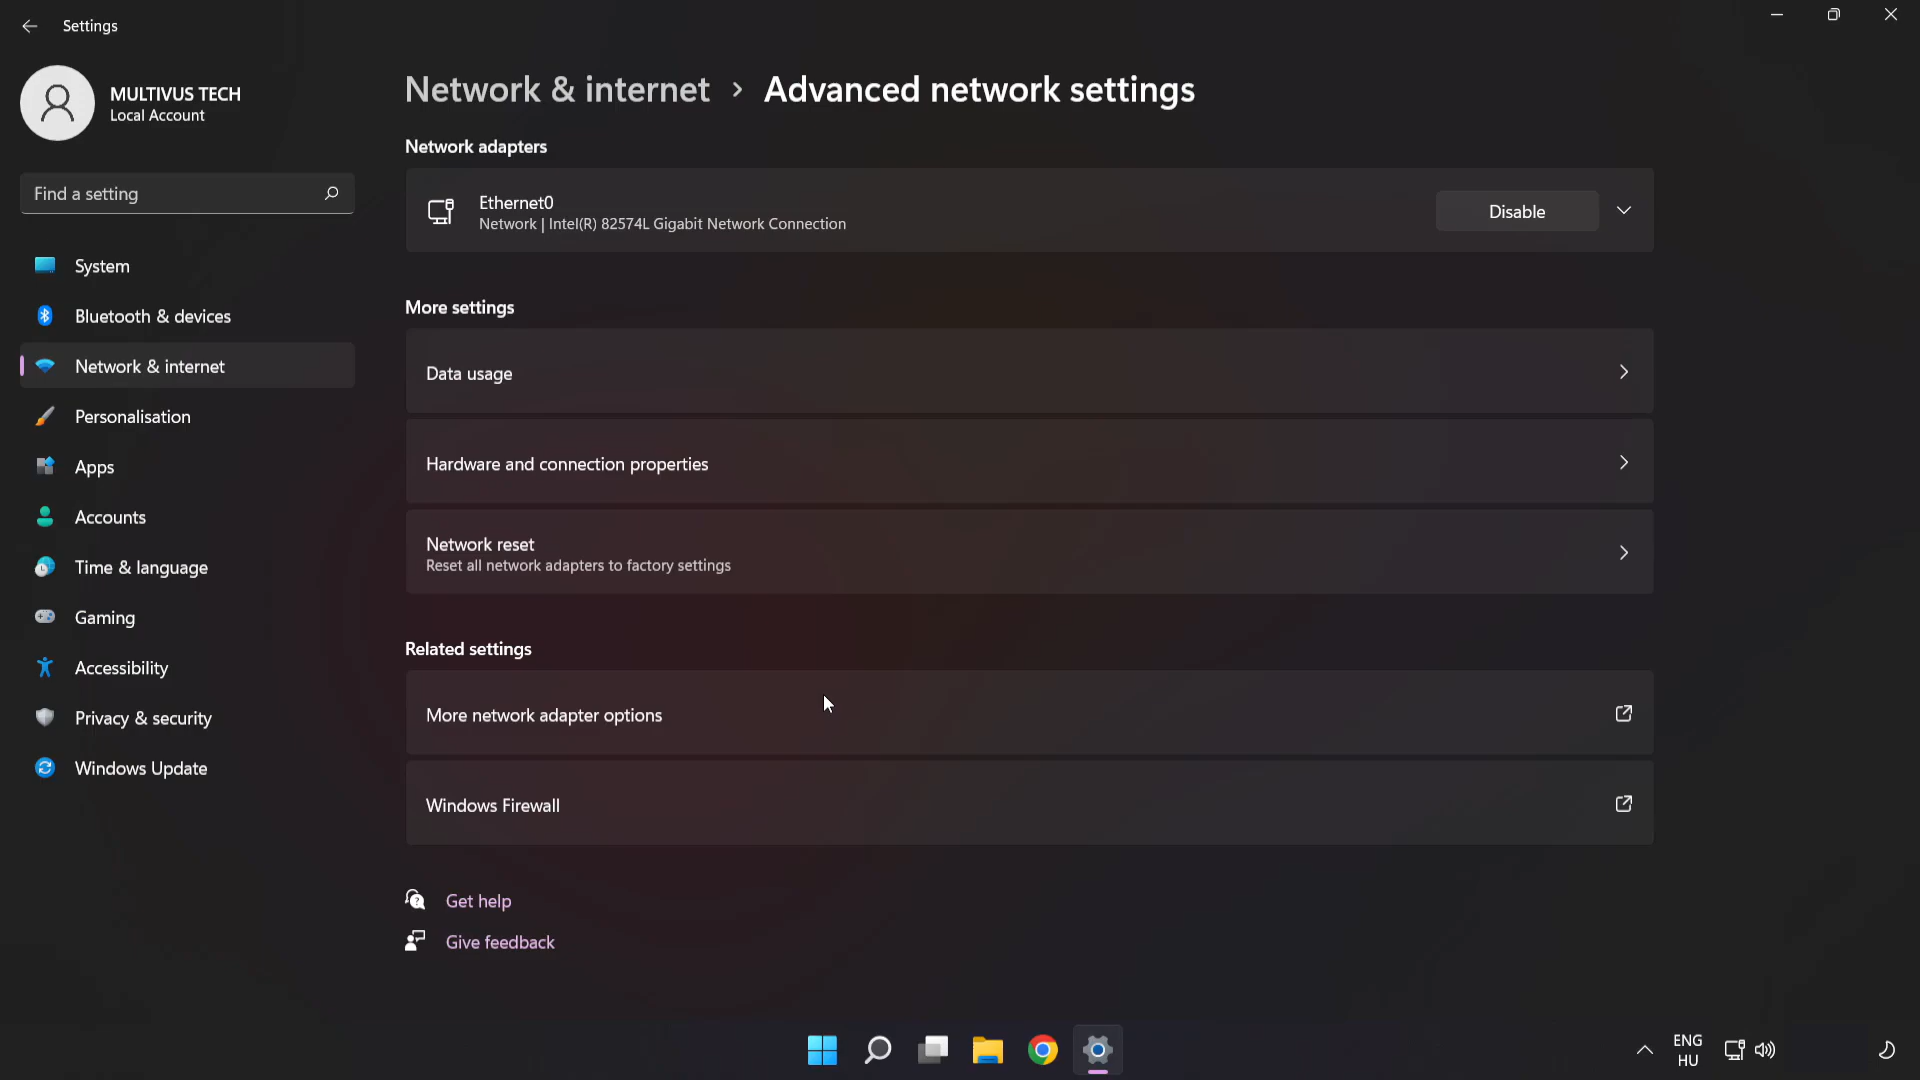 Settings
MULTIVUS TECH
Local Account
Find a setting
System
Bluetooth & devices
Network & internet
Personalisation
Apps
Accounts
Time & language
Gaming
Accessibility
Privacy & security
Windows Update
Network & internet > Advanced network settings
Network adapters
Ethernet0
Network | Intel(R) 82574L Gigabit Network Connection
Disable
More settings
Data usage
Hardware and connection properties
Network reset
Reset all network adapters to factory settings
Related settings
More network adapter options
Windows Firewall
Get help
Give feedback
ENG
HU